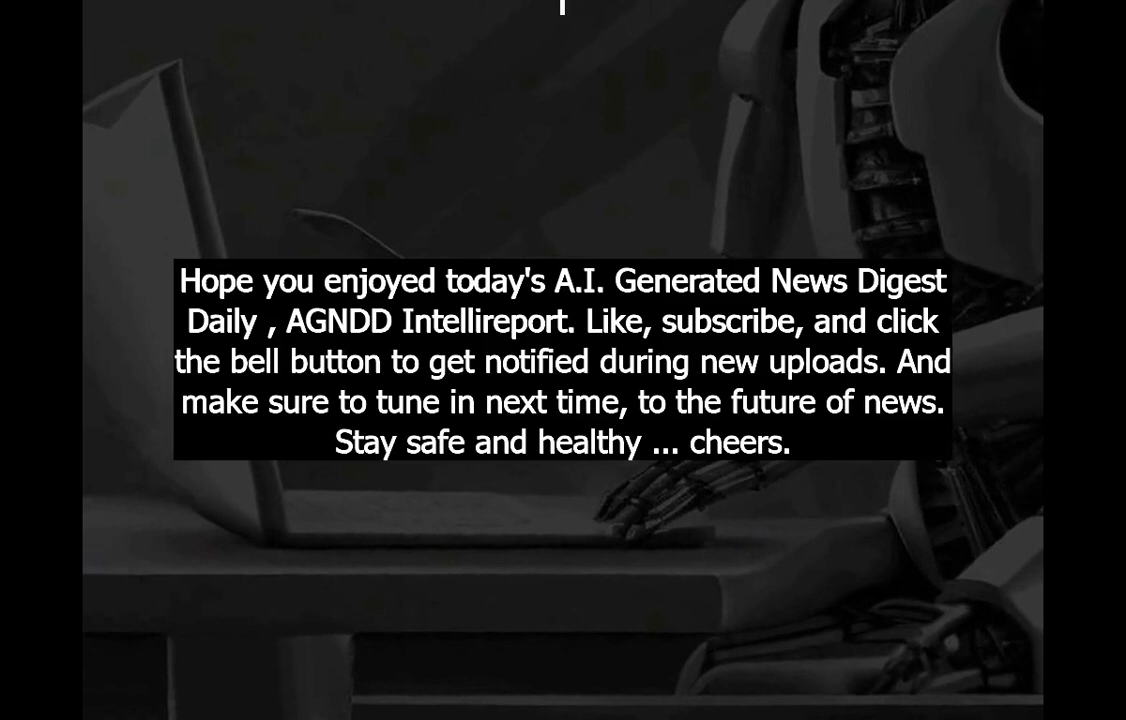 Hope you enjoyed today's A.I. Generated News Digest
Daily , AGNDD Intellireport. Like, subscribe, and click
the bell button to get notified during new uploads. And
make sure to tune in next time, to the future of news.
Stay safe and healthy ... cheers.